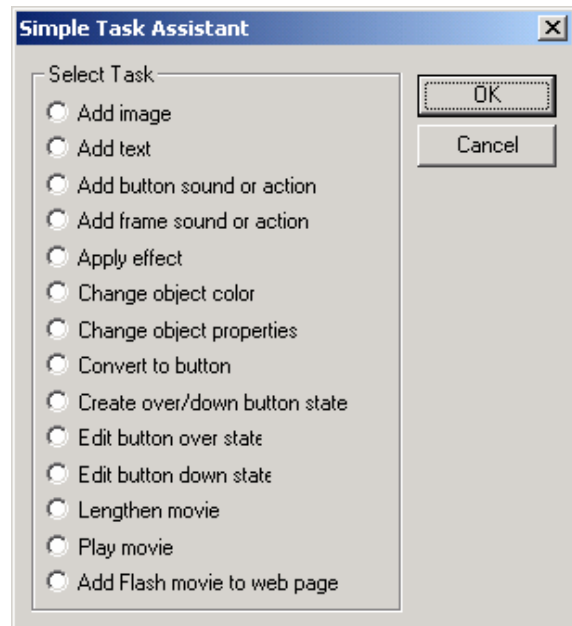 Simple Task Assistant
Select Task
Add image
Add text
Add button sound or action
Add frame sound or action
Apply effect
Change object color
Change object properties
Convert to button
Create over/down button state
Edit button over state
Edit button down state
Lengthen movie
Play movie
Add Flash movie to web page
OK
Cancel